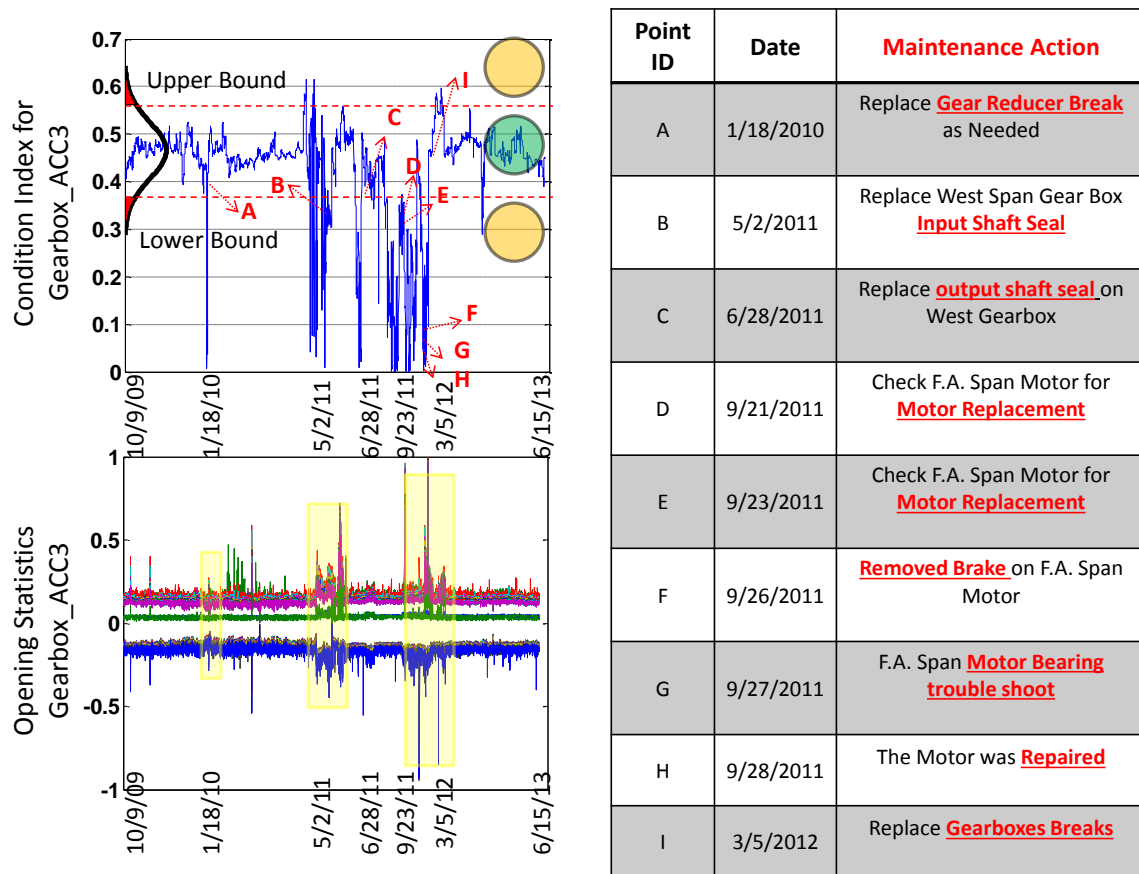 Condition Index for
Gearbox_ACC3
0.7
0.6
0.5
0.4
0.3
0.2
0.1
0
Upper Bound
Lower Bound
A
B
C
D
E
F
G
H
I
10/9/09
1/18/10
5/2/11
6/28/11
9/23/11
3/5/12
6/15/13
Opening Statistics
Gearbox_ACC3
1
0.5
0
-0.5
-1
10/9/09
1/18/10
5/2/11
6/28/11
9/23/11
3/5/12
6/15/13
Point
ID
Date
Maintenance Action
A
1/18/2010
Replace Gear Reducer Break
as Needed
B
5/2/2011
Replace West Span Gear Box
Input Shaft Seal
C
6/28/2011
Replace output shaft seal on
West Gearbox
D
9/21/2011
Check F.A. Span Motor for
Motor Replacement
E
9/23/2011
Check F.A. Span Motor for
Motor Replacement
F
9/26/2011
Removed Brake on F.A. Span
Motor
G
9/27/2011
F.A. Span Motor Bearing
trouble shoot
H
9/28/2011
The Motor was Repaired
I
3/5/2012
Replace Gearboxes Breaks